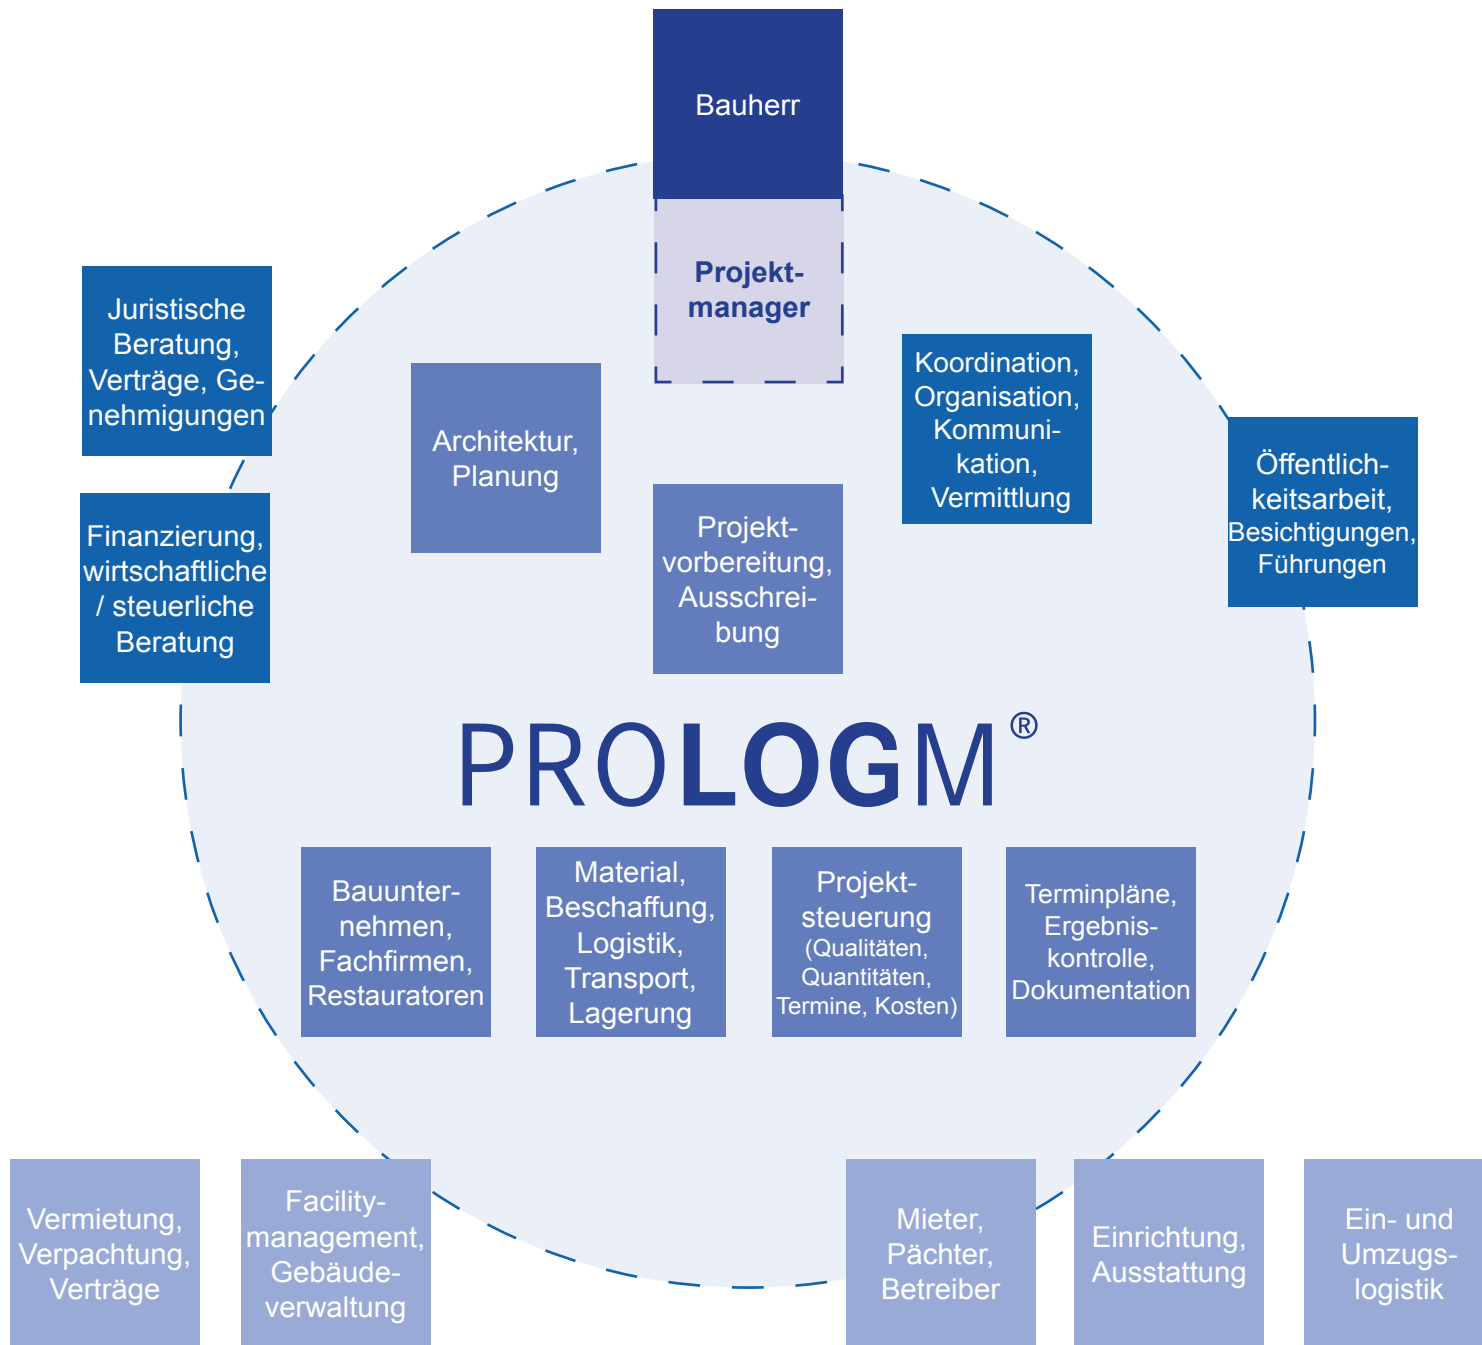 Bauherr
Projekt-
manager
Juristische
Beratung,
Verträge, Ge-
nehmigungen
Architektur,
Planung
Koordination,
Organisation,
Kommuni-
kation,
Vermittlung
Öffentlich-
keitsarbeit,
Besichtigungen,
Führungen
Finanzierung,
wirtschaftliche
/ steuerliche
Beratung
Projekt-
vorbereitung,
Ausschrei-
bung
PROLOGM®
Bauunter-
nehmen,
Fachfirmen,
Restauratoren
Material,
Beschaffung,
Logistik,
Transport,
Lagerung
Projekt-
steuerung
(Qualitäten,
Quantitäten,
Termine, Kosten)
Terminpläne,
Ergebnis-
kontrolle,
Dokumentation
Vermietung,
Verpachtung,
Verträge
Facility-
management,
Gebäude-
verwaltung
Mieter,
Pächter,
Betreiber
Einrichtung,
Ausstattung
Ein- und
Umzugs-
logistik